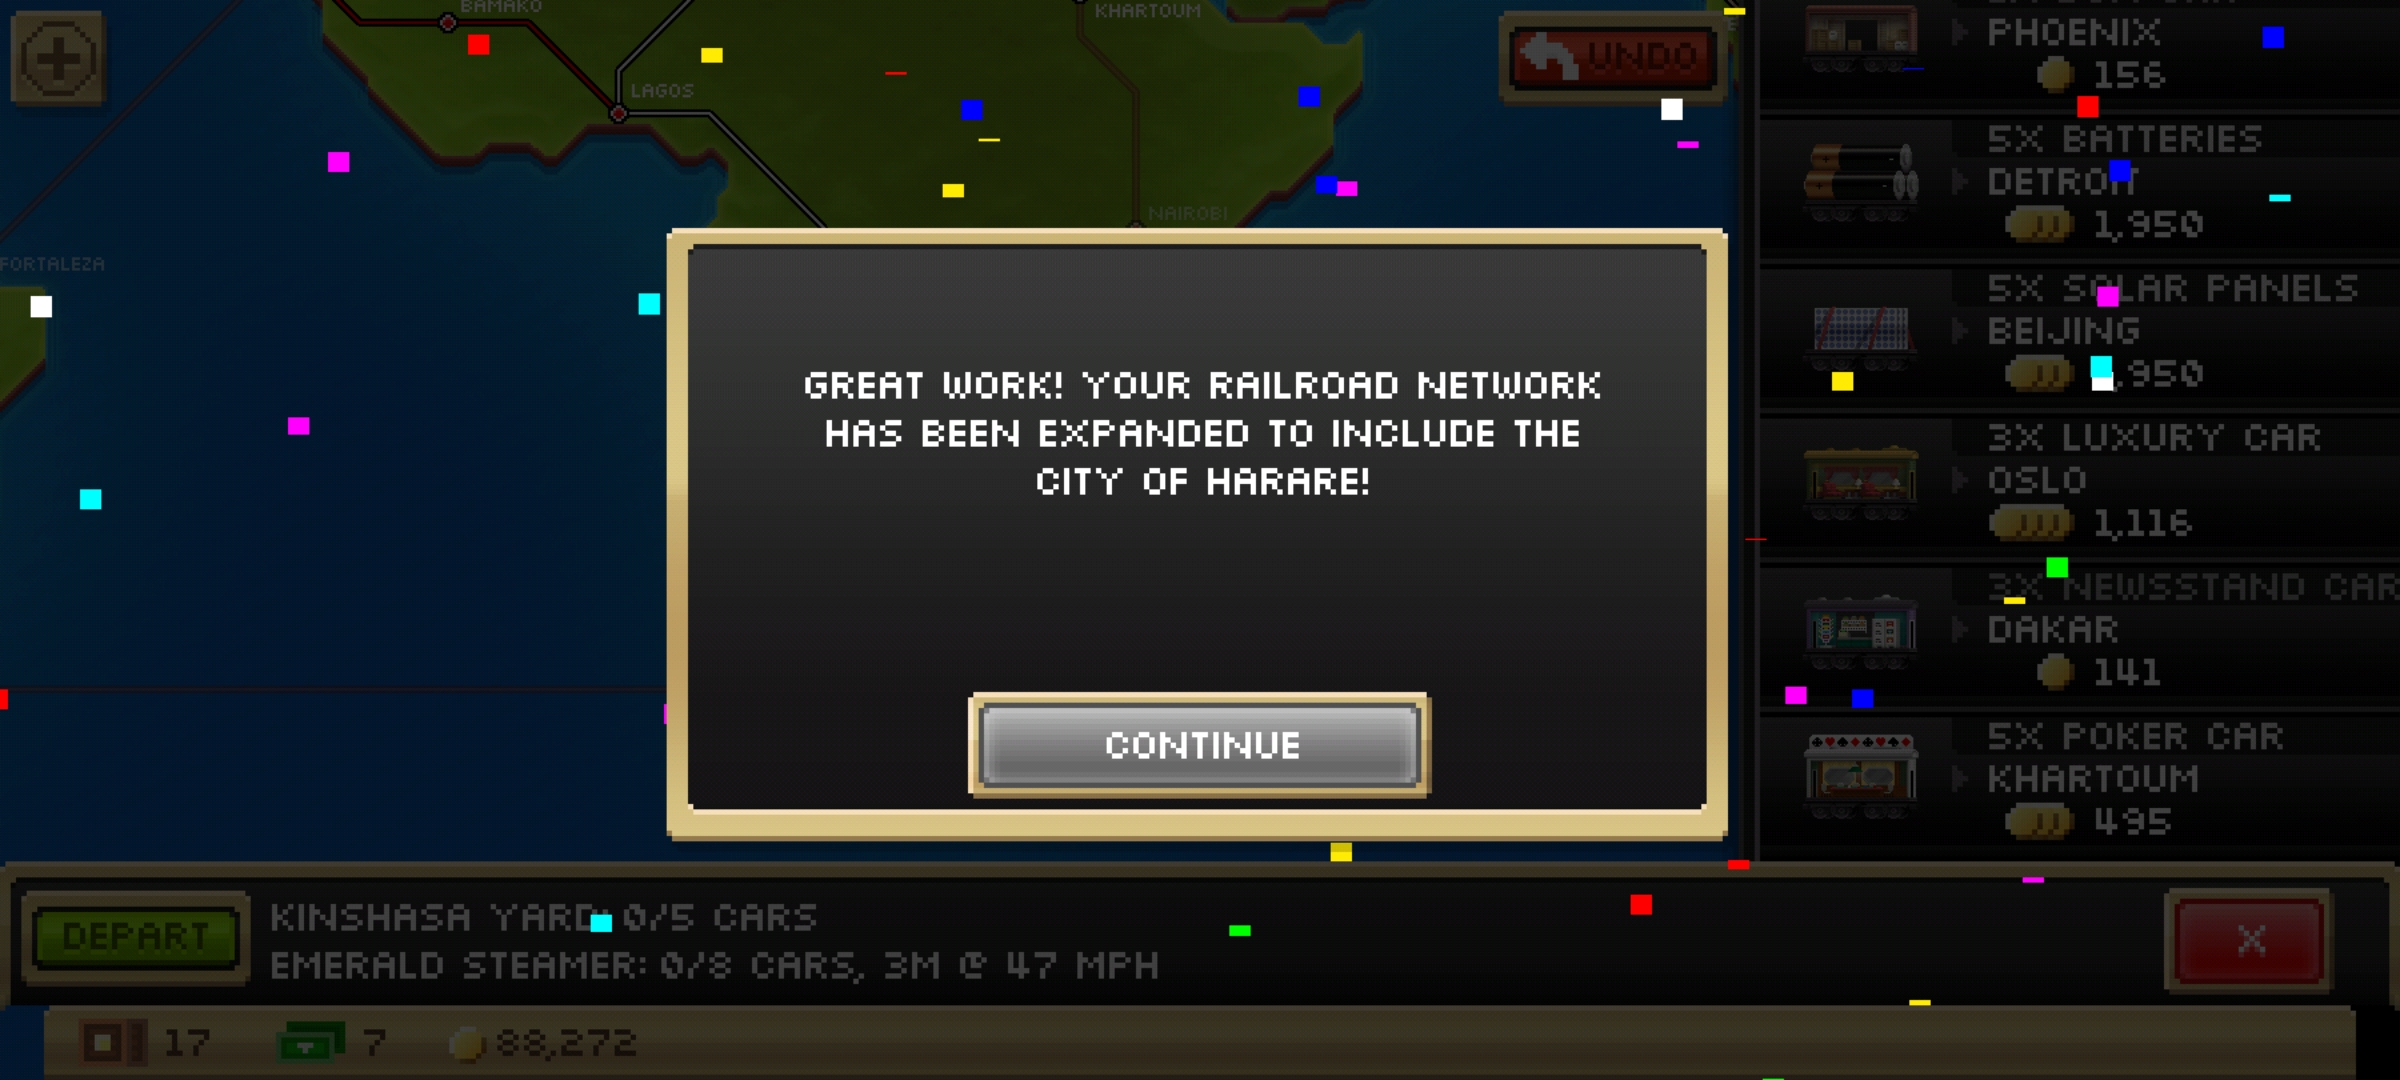 BAMAKO
KHARTOUM
LAGOS
NAIROBI
FORTALEZA
UNDO
PHOENIX
156
5X BATTERIES
DETROIT
1,950
5X SOLAR PANELS
BEIJING
,950
3X LUXURY CAR
OSLO
1,116
3X NEWSSTAND CAR
DAKAR
141
5X POKER CAR
KHARTOUM
495
GREAT WORK! YOUR RAILROAD NETWORK
HAS BEEN EXPANDED TO INCLUDE THE
CITY OF HARARE!
CONTINUE
DEPART
KINSHASA YARD: 0/5 CARS
EMERALD STEAMER: 0/8 CARS, 3M @ 47 MPH
X
17
7
88,272